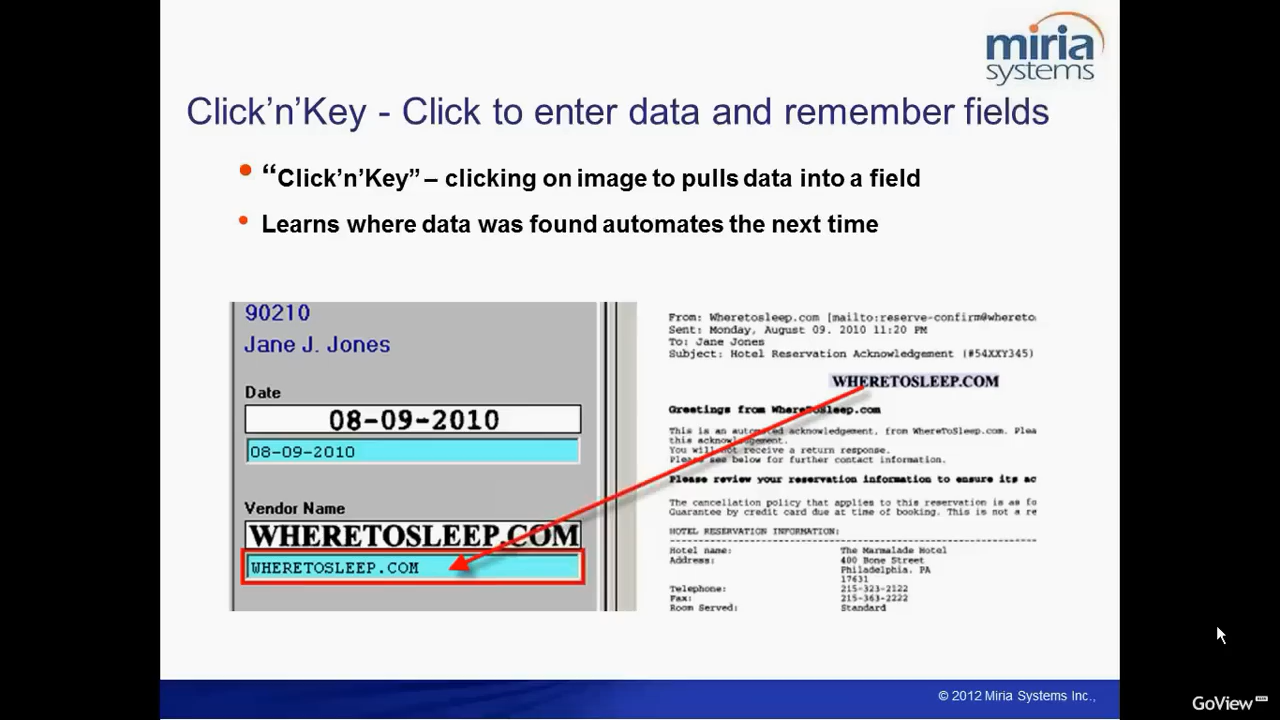 miria
systems
Click’n’Key - Click to enter data and remember fields
“Click’n’Key” – clicking on image to pulls data into a field
Learns where data was found automates the next time
90210
Jane J. Jones
Date
08-09-2010
08-09-2010
Vendor Name
WHERETOSLEEP.COM
WHERETOSLEEP.COM
From: Wheretosleep.com [mailto:reserve-confirm@whereto
Sent: Monday, August 09. 2010 11:20 PM
To: Jane Jones
Subject: Hotel Reservation Acknowledgement (#54XXY345)
WHERETOSLEEP.COM
Greetings from WhereToSleep.com
This is an automated acknowledgement, from WhereToSleep.com. Plea
this acknowledgement.
You will not receive a return response.
Please see below for further contact information.
Please review your reservation information to ensure its ac
The cancellation policy that applies to this reservation is as fo
Guarantee by credit card due at time of booking. This is not a re
HOTEL RESERVATION INFORMATION:
Hotel name: The Marmalade Hotel
Address: 400 Bone Street
Philadelphia. PA
17631
Telephone: 215-323-2122
Fax: 215-363-2222
Room Served: Standard
© 2012 Miria Systems Inc.,
GoView